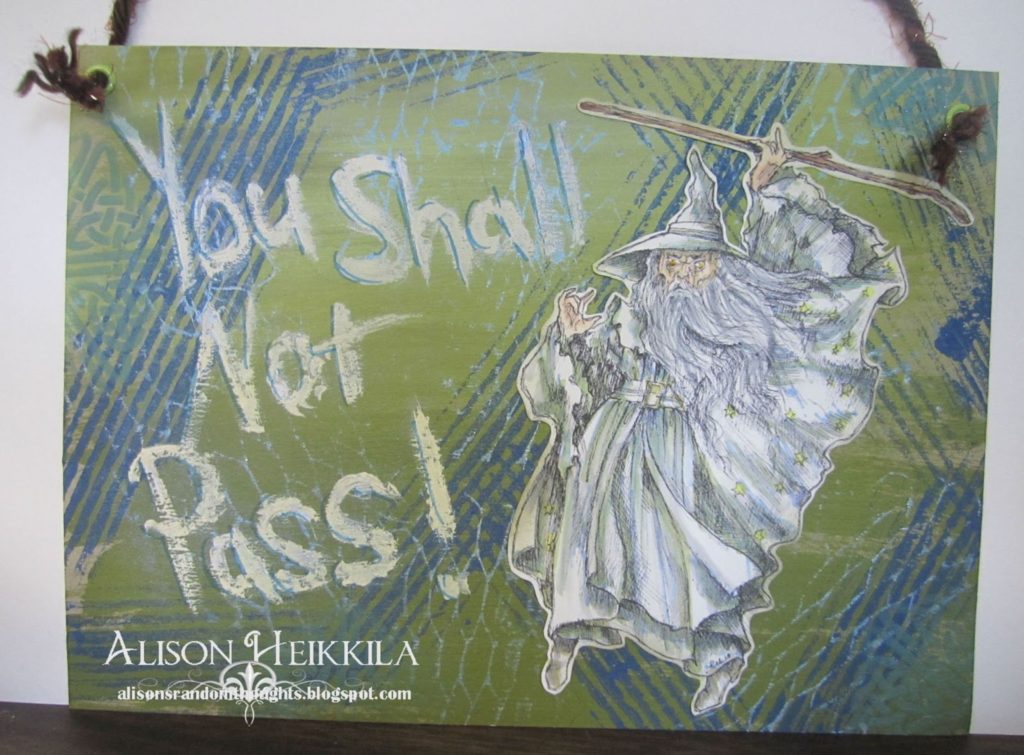 You Shall
Not
Pass!
ALISON HEIKKILA
alisonsrandomthoughts.blogspot.com